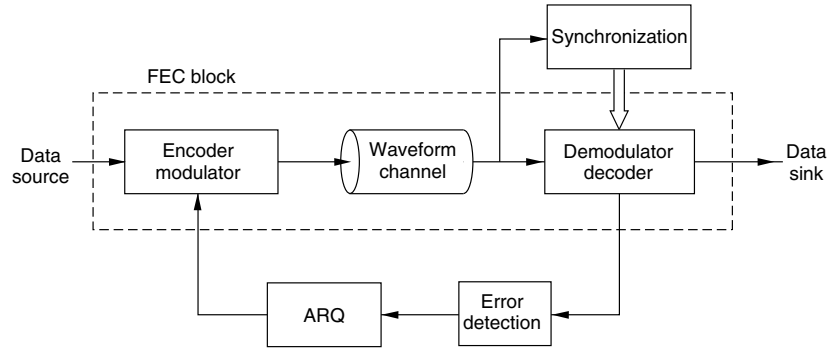 Synchronization
FEC block
Data
source
Encoder
modulator
Waveform
channel
Demodulator
decoder
Data
sink
ARQ
Error
detection